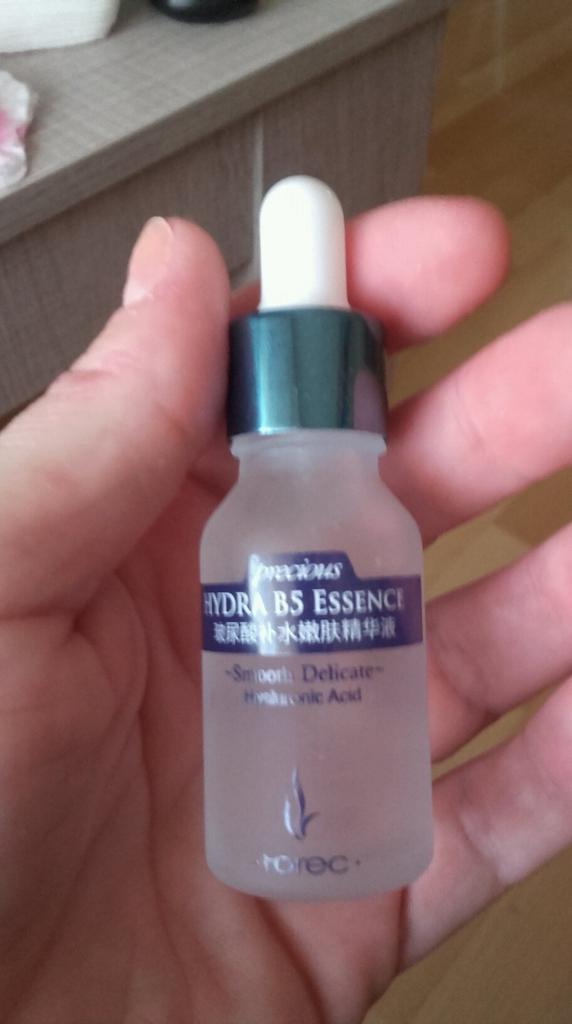 precious
HYDRA B5 ESSENCE
玻尿酸补水嫩肤精华液
~Smooth Delicate~
Hyaluronic Acid
·rorec·